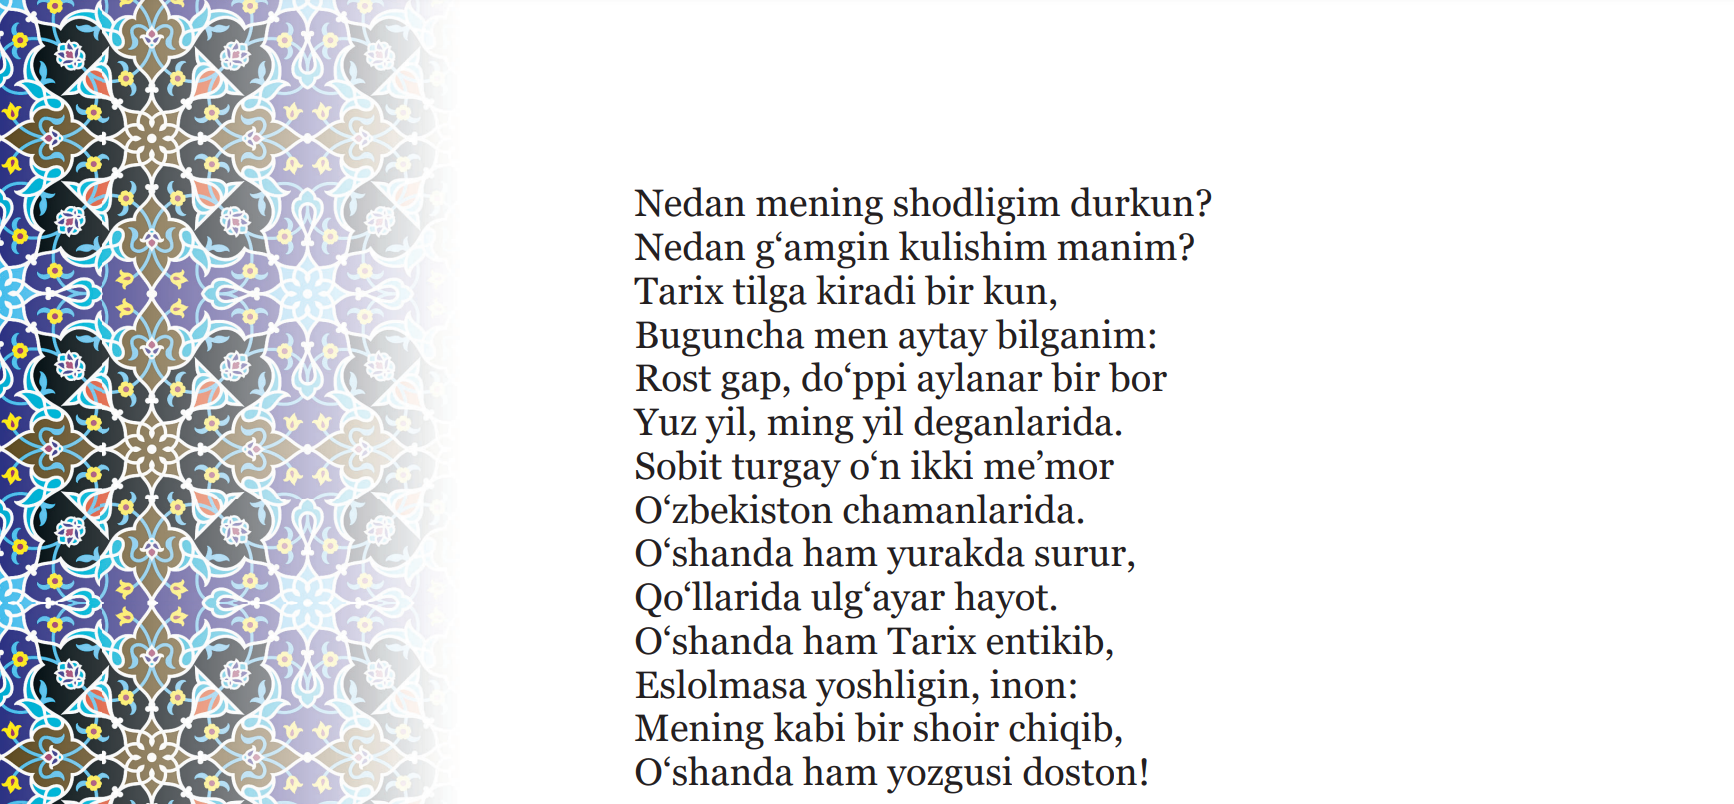 Nedan mening shodligim durkun?
Nedan g‘amgin kulishim manim?
Tarix tilga kiradi bir kun,
Buguncha men aytay bilganim:
Rost gap, do‘ppi aylanar bir bor
Yuz yil, ming yil deganlarida.
Sobit turgay o‘n ikki me’mor
O‘zbekiston chamanlarida.
O‘shanda ham yurakda surur,
Qo‘llarida ulg‘ayar hayot.
O‘shanda ham Tarix entikib,
Eslolmasa yoshligin, inon:
Mening kabi bir shoir chiqib,
O‘shanda ham yozgusi doston!